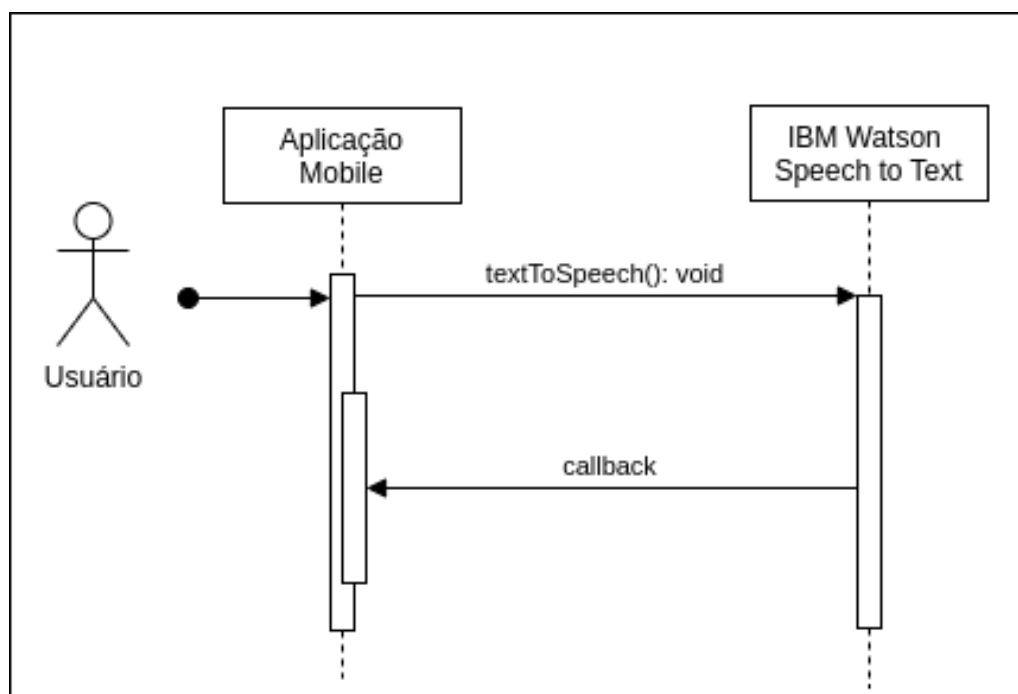 Aplicação
Mobile
IBM Watson
Speech to Text
textToSpeech(): void
Usuário
callback